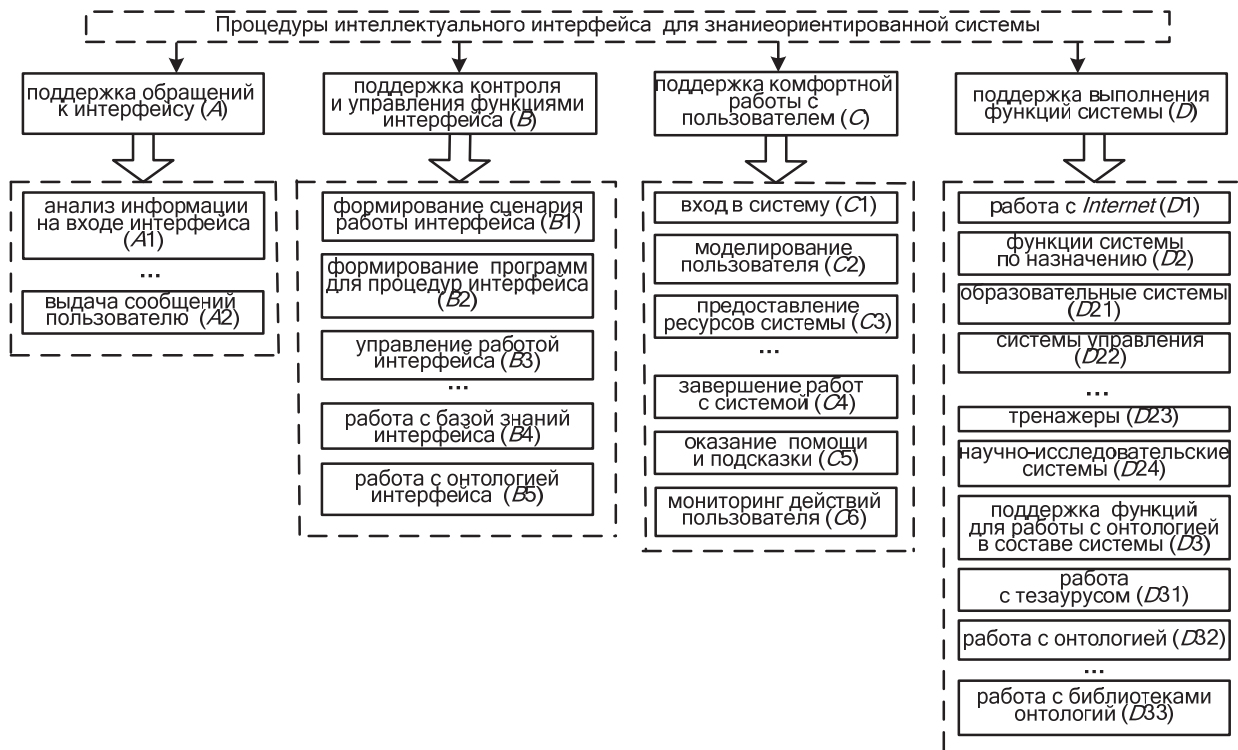 Процедуры интеллектуального интерфейса для знаниеориентированной системы
поддержка обращений
к интерфейсу (A)
анализ информации
на входе интерфейса
(A1)
...
выдача сообщений
пользователю (A2)
поддержка контроля
и управления функциями
интерфейса (B)
формирование сценария
работы интерфейса (B1)
формирование программ
для процедур интерфейса
(B2)
управление работой
интерфейса (B3)
...
работа с базой знаний
интерфейса (B4)
работа с онтологией
интерфейса (B5)
поддержка комфортной
работы с
пользователем (C)
вход в систему (C1)
моделирование
пользователя (C2)
предоставление
ресурсов системы (C3)
...
завершение работ
с системой (C4)
оказание помощи
и подсказки (C5)
мониторинг действий
пользователя (C6)
поддержка выполнения
функций системы (D)
работа с Internet (D1)
функции системы
по назначению (D2)
образовательные системы
(D21)
системы управления
(D22)
...
тренажеры (D23)
научно-исследовательские
системы (D24)
поддержка функций
для работы с онтологией
в составе системы (D3)
работа
с тезаурусом (D31)
работа с онтологией (D32)
...
работа с библиотеками
онтологий (D33)